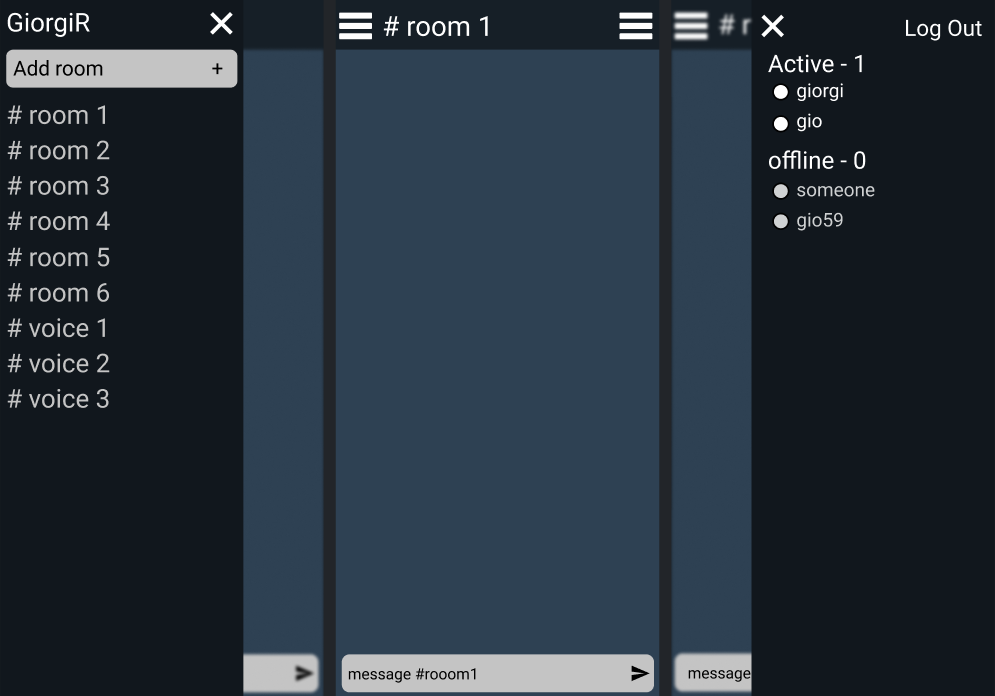 GiorgiR
Add room +
# room 1
# room 2
# room 3
# room 4
# room 5
# room 6
# voice 1
# voice 2
# voice 3
# room 1
message #rooom1
# r
Log Out
Active - 1
giorgi
gio
offline - 0
someone
gio59
message